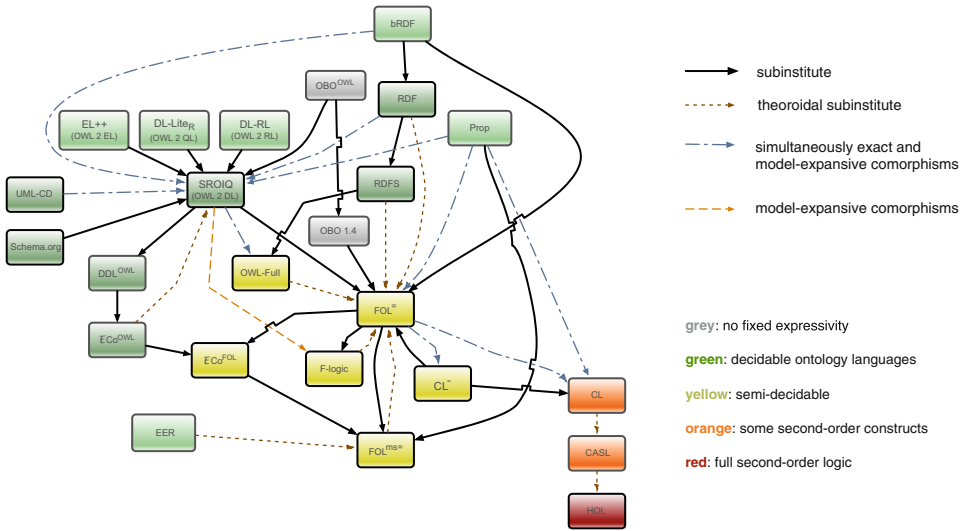 bRDF
OBO^OWL
RDF
EL++
(OWL 2 EL)
DL-Lite_R
(OWL 2 QL)
DL-RL
(OWL 2 RL)
Prop
UML-CD
SROIQ
(OWL 2 DL)
RDFS
Schema.org
OBO 1.4
DDL^OWL
OWL-Full
FOL^=
ECo^OWL
ECo^FOL
F-logic
CL^-
CL
EER
FOL^ms=
CASL
HOL
subinstitute
theoroidal subinstitute
simultaneously exact and
model-expansive comorphisms
model-expansive comorphisms
grey: no fixed expressivity
green: decidable ontology languages
yellow: semi-decidable
orange: some second-order constructs
red: full second-order logic